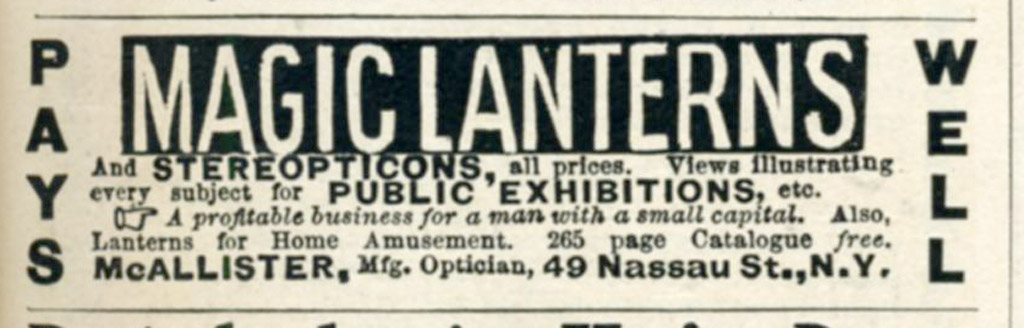 PAYS
MAGIC LANTERNS
And STEREOPTICONS, all prices. Views illustrating
every subject for PUBLIC EXHIBITIONS, etc.
☞ A profitable business for a man with a small capital. Also,
Lanterns for Home Amusement. 265 page Catalogue free.
MCALLISTER, Mfg. Optician, 49 Nassau St., N.Y.
WELL